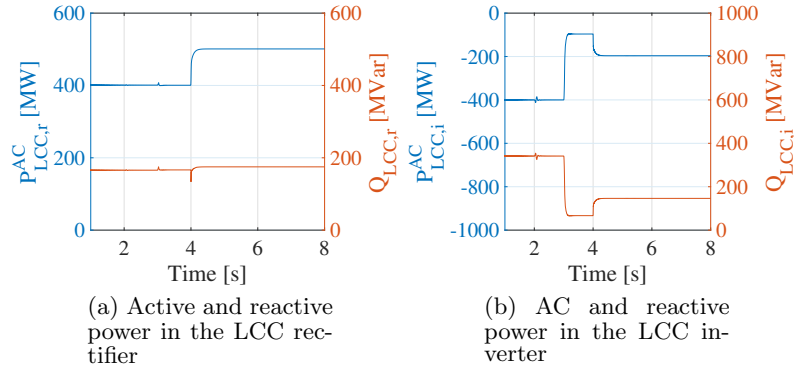 600
400
200
0
P^AC_LCC,r [MW]
600
400
200
0
Q_LCC,r [MVar]
2
4
6
8
Time [s]
(a) Active and reactive
power in the LCC rec-
tifier
0
-200
-400
-600
-800
-1000
P^AC_LCC,i [MW]
1000
800
600
400
200
0
Q_LCC,i [MVar]
2
4
6
8
Time [s]
(b) AC and reactive
power in the LCC in-
verter